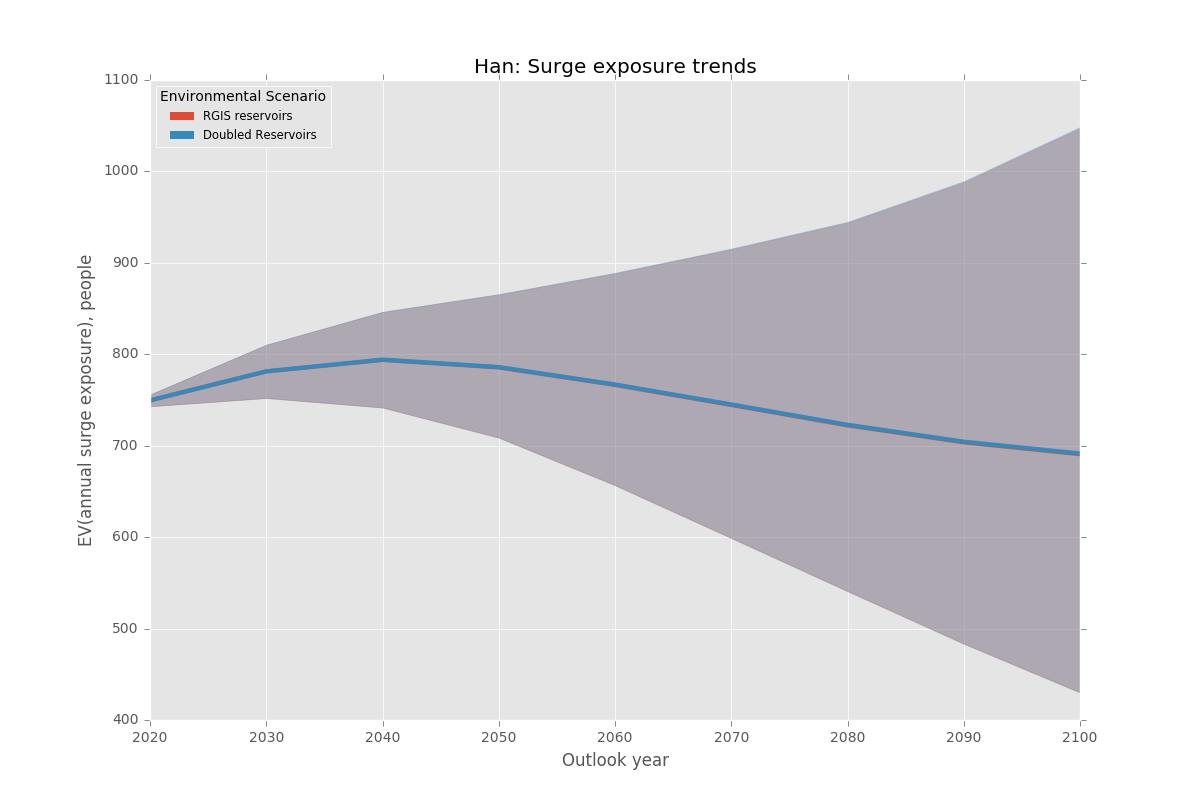 Han: Surge exposure trends
1100
1000
900
800
700
600
500
400
EV(annual surge exposure), people
Environmental Scenario
RGIS reservoirs
Doubled Reservoirs
2020 2030 2040 2050 2060 2070 2080 2090 2100
Outlook year